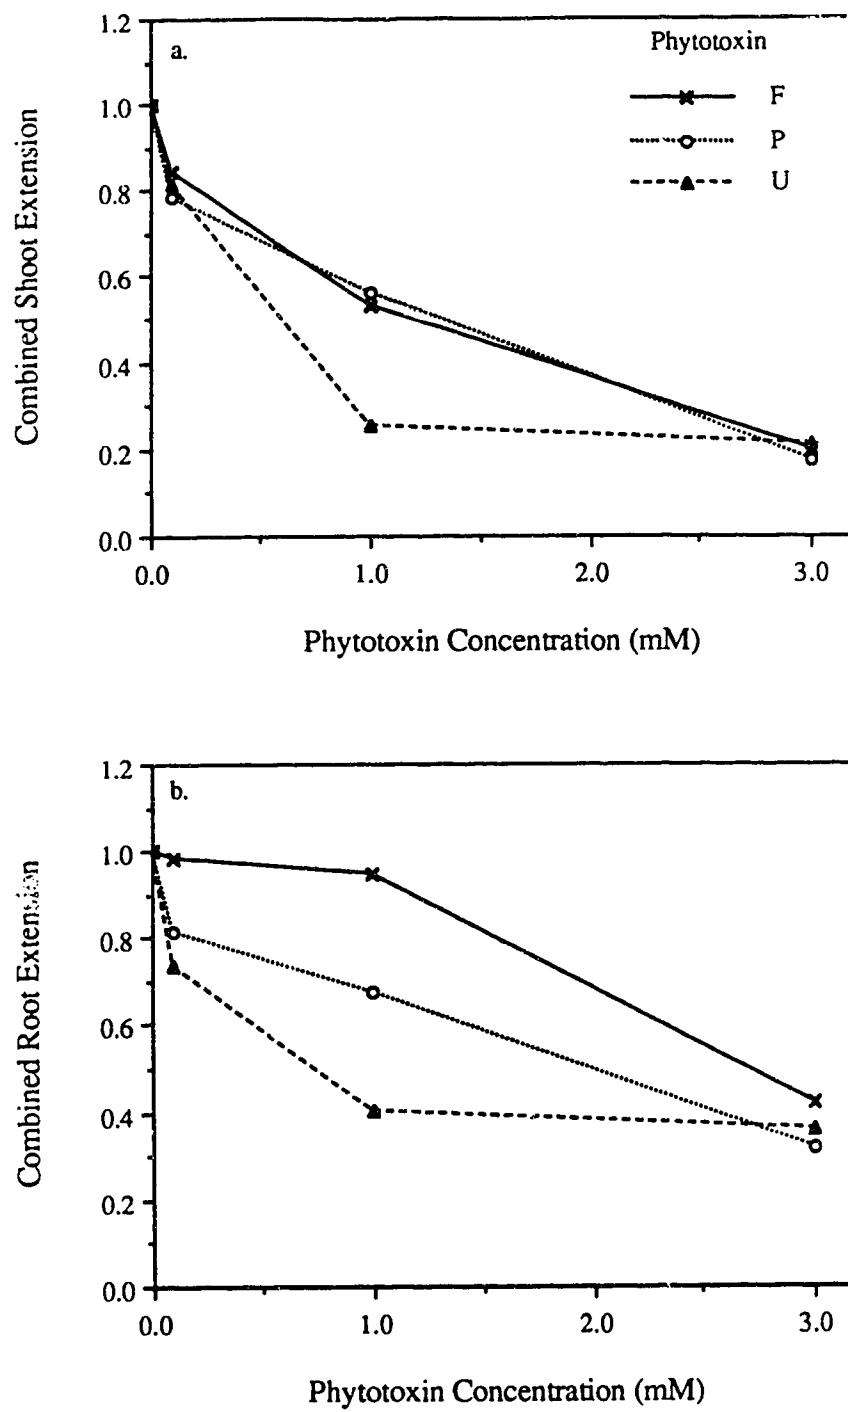 1.2
a.
Phytotoxin
F
P
U
1.0
0.8
0.6
0.4
0.2
0.0
Combined Shoot Extension
0.0 1.0 2.0 3.0
Phytotoxin Concentration (mM)
1.2
b.
1.0
0.8
0.6
0.4
0.2
0.0
Combined Root Extension
0.0 1.0 2.0 3.0
Phytotoxin Concentration (mM)